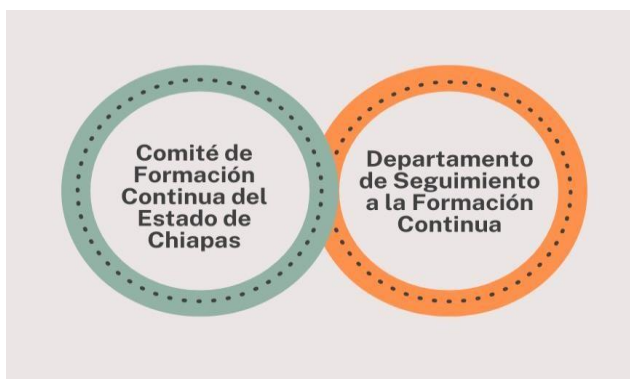 Comité de
Formación
Continua del
Estado de
Chiapas
Departamento
de Seguimiento
a la Formación
Continua